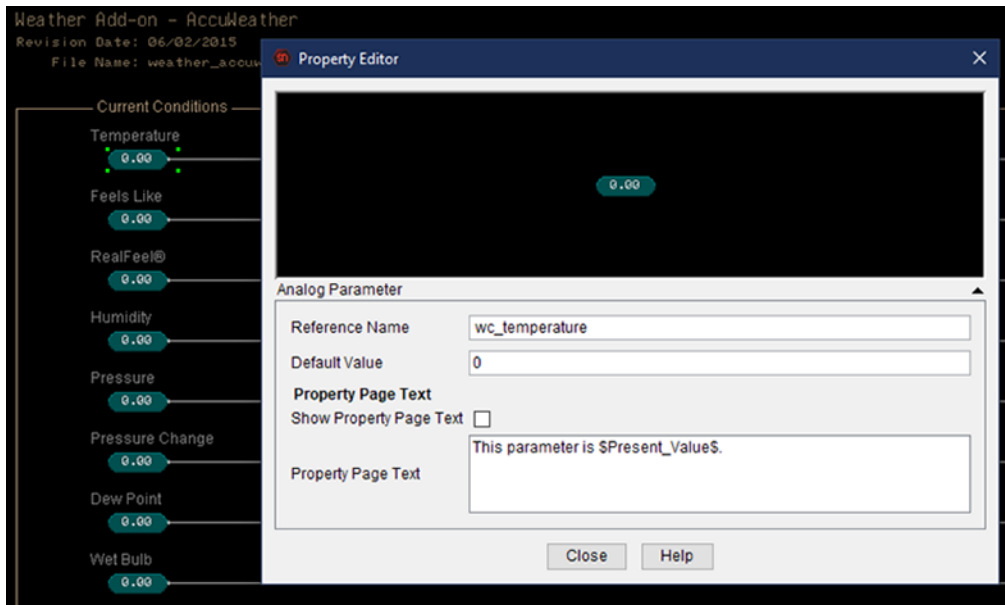 Weather Add-on - AccuWeather
Revision Date: 06/02/2015
File Name: weather_accuw
Current Conditions
Temperature
0.00
Feels Like
0.00
RealFeel®
0.00
Humidity
0.00
Pressure
0.00
Pressure Change
0.00
Dew Point
0.00
Wet Bulb
0.00
Property Editor
0.00
Analog Parameter
Reference Name wc_temperature
Default Value 0
Property Page Text
Show Property Page Text
Property Page Text This parameter is $Present_Value$.
Close Help